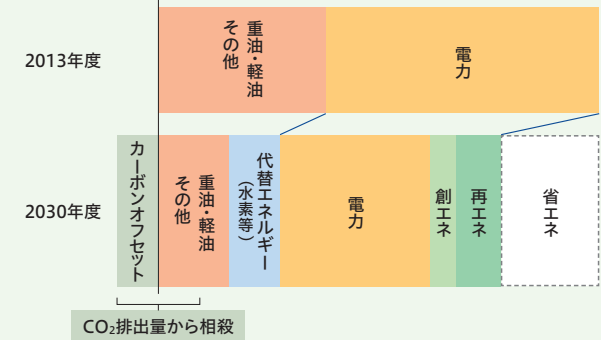 2013年度
重油・軽油
その他
電力
2030年度
カーボンオフセット
重油・軽油
その他
代替エネルギー
(水素等)
電力
創エネ
再エネ
省エネ
CO₂排出量から相殺